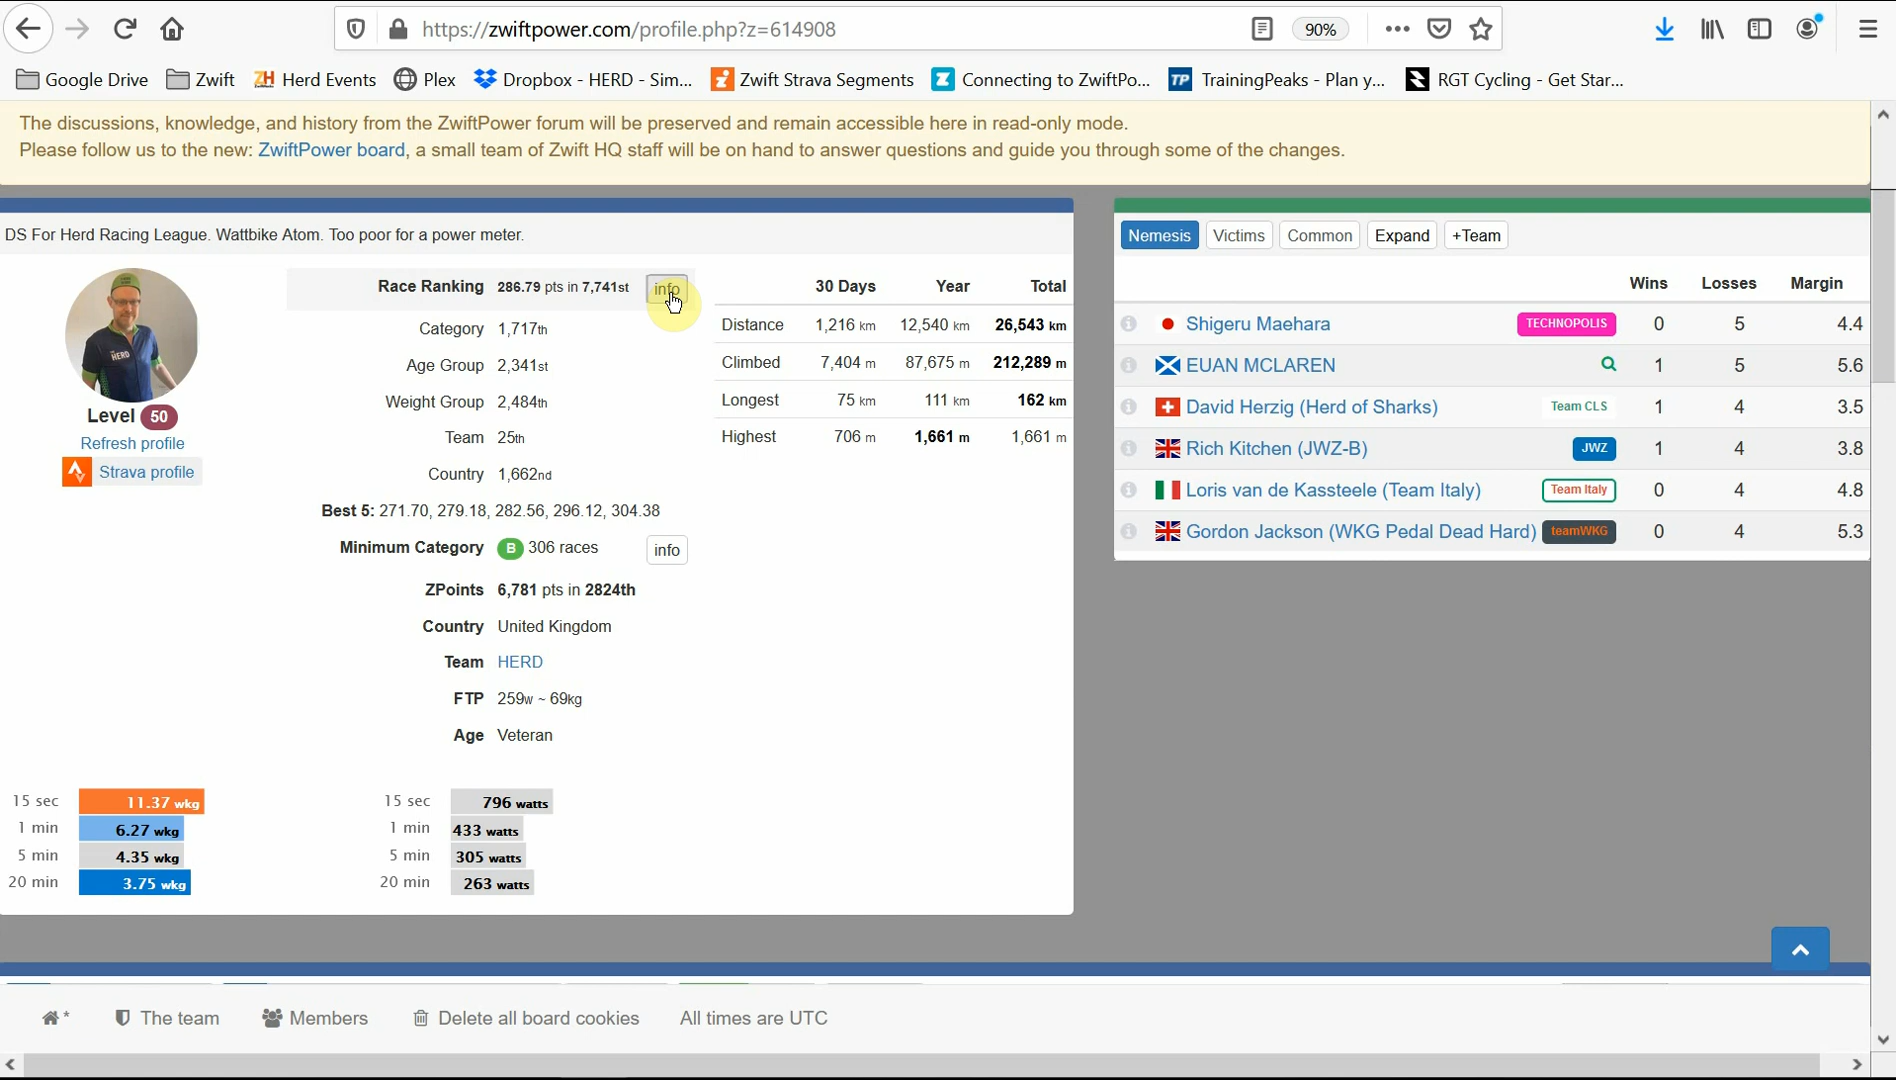 https://zwiftpower.com/profile.php?z=614908
90%
Google Drive
Zwift
ZH Herd Events
Plex
Dropbox - HERD - Sim...
Zwift Strava Segments
Connecting to ZwiftPo...
TP TrainingPeaks - Plan y...
RGT Cycling - Get Star...
The discussions, knowledge, and history from the ZwiftPower forum will be preserved and remain accessible here in read-only mode.
Please follow us to the new: ZwiftPower board, a small team of Zwift HQ staff will be on hand to answer questions and guide you through some of the changes.
DS For Herd Racing League. Wattbike Atom. Too poor for a power meter.
HERD
Level 50
Refresh profile
Strava profile
Race Ranking 286.79 pts in 7,741st info
Category 1,717th
Age Group 2,341st
Weight Group 2,484th
Team 25th
Country 1,662nd
Best 5: 271.70, 279.18, 282.56, 296.12, 304.38
Minimum Category B 306 races info
ZPoints 6,781 pts in 2824th
Country United Kingdom
Team HERD
FTP 259w ~ 69kg
Age Veteran
30 Days Year Total
Distance 1,216 km 12,540 km 26,543 km
Climbed 7,404 m 87,675 m 212,289 m
Longest 75 km 111 km 162 km
Highest 706 m 1,661 m 1,661 m
15 sec 11.37 wkg
1 min 6.27 wkg
5 min 4.35 wkg
20 min 3.75 wkg
15 sec 796 watts
1 min 433 watts
5 min 305 watts
20 min 263 watts
Nemesis Victims Common Expand +Team
Wins Losses Margin
Shigeru Maehara TECHNOPOLIS 0 5 4.4
EUAN MCLAREN 1 5 5.6
David Herzig (Herd of Sharks) Team CLS 1 4 3.5
Rich Kitchen (JWZ-B) JWZ 1 4 3.8
Loris van de Kassteele (Team Italy) Team Italy 0 4 4.8
Gordon Jackson (WKG Pedal Dead Hard) teamWKG 0 4 5.3
* The team Members Delete all board cookies All times are UTC